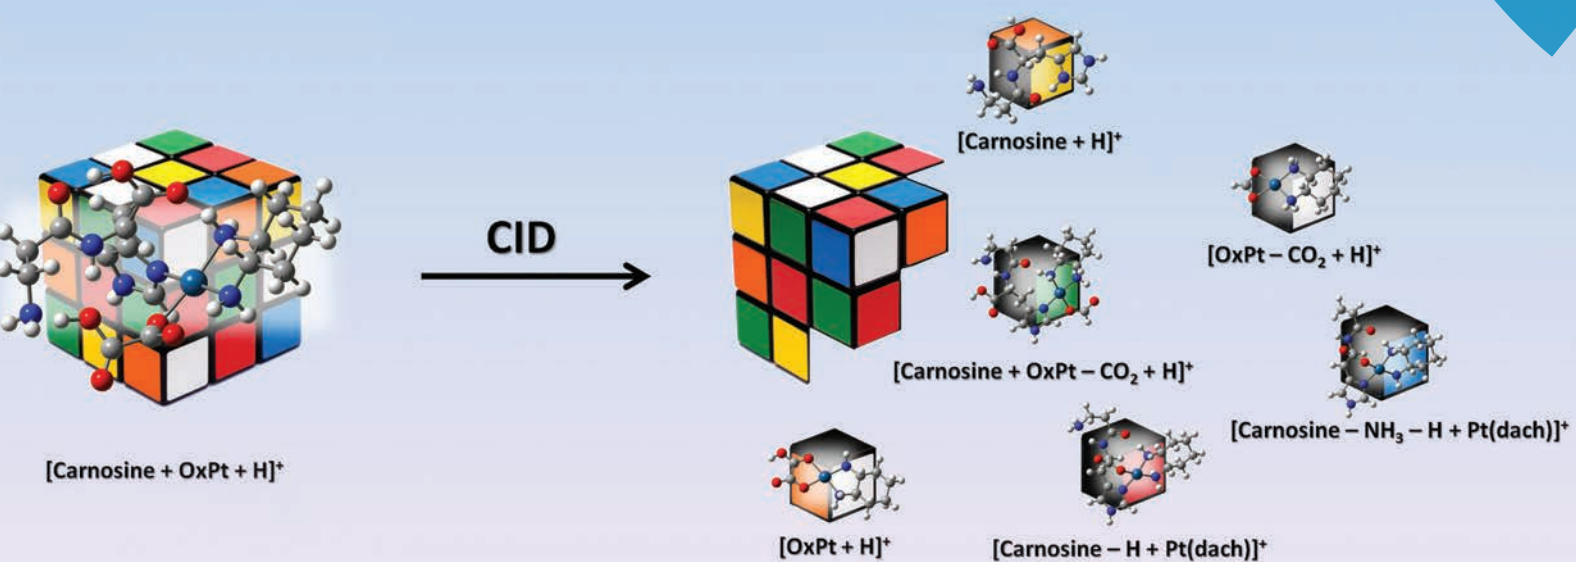 [Carnosine + H]⁺
[OxPt – CO₂ + H]⁺
CID
[Carnosine + OxPt – CO₂ + H]⁺
[Carnosine – NH₃ – H + Pt(dach)]⁺
[Carnosine + OxPt + H]⁺
[OxPt + H]⁺
[Carnosine – H + Pt(dach)]⁺